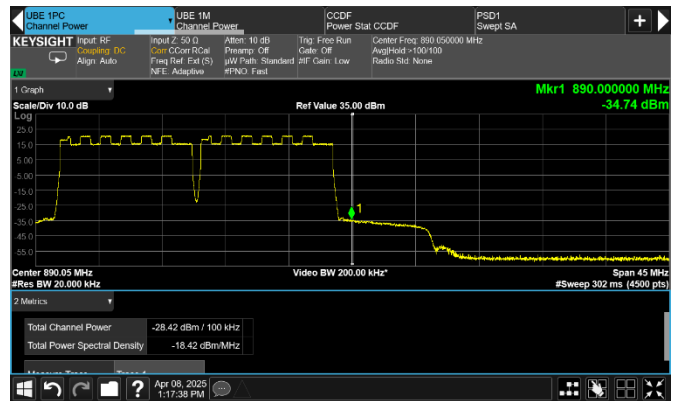 UBE 1PC
Channel Power
UBE 1M
Channel Power
CCDF
Power Stat CCDF
PSD1
Swept SA
KEYSIGHT
Input: RF
Coupling: DC
Align: Auto
LXI
Input Z: 50 Ω
Corr CCorr RCal
Freq Ref: Ext (S)
NFE: Adaptive
Atten: 10 dB
Preamp: Off
µW Path: Standard
#PNO: Fast
Trig: Free Run
Gate: Off
#IF Gain: Low
Center Freq: 890.050000 MHz
Avg|Hold:>100/100
Radio Std: None
1 Graph
Mkr1 890.000000 MHz
-34.74 dBm
Scale/Div 10.0 dB
Ref Value 35.00 dBm
Log
25.0
15.0
5.00
-5.00
-15.0
-25.0
-35.0
-45.0
-55.0
1
Center 890.05 MHz
Video BW 200.00 kHz*
Span 45 MHz
#Res BW 20.000 kHz
#Sweep 302 ms (4500 pts)
2 Metrics
Total Channel Power -28.42 dBm / 100 kHz
Total Power Spectral Density -18.42 dBm/MHz
Apr 08, 2025
1:17:38 PM